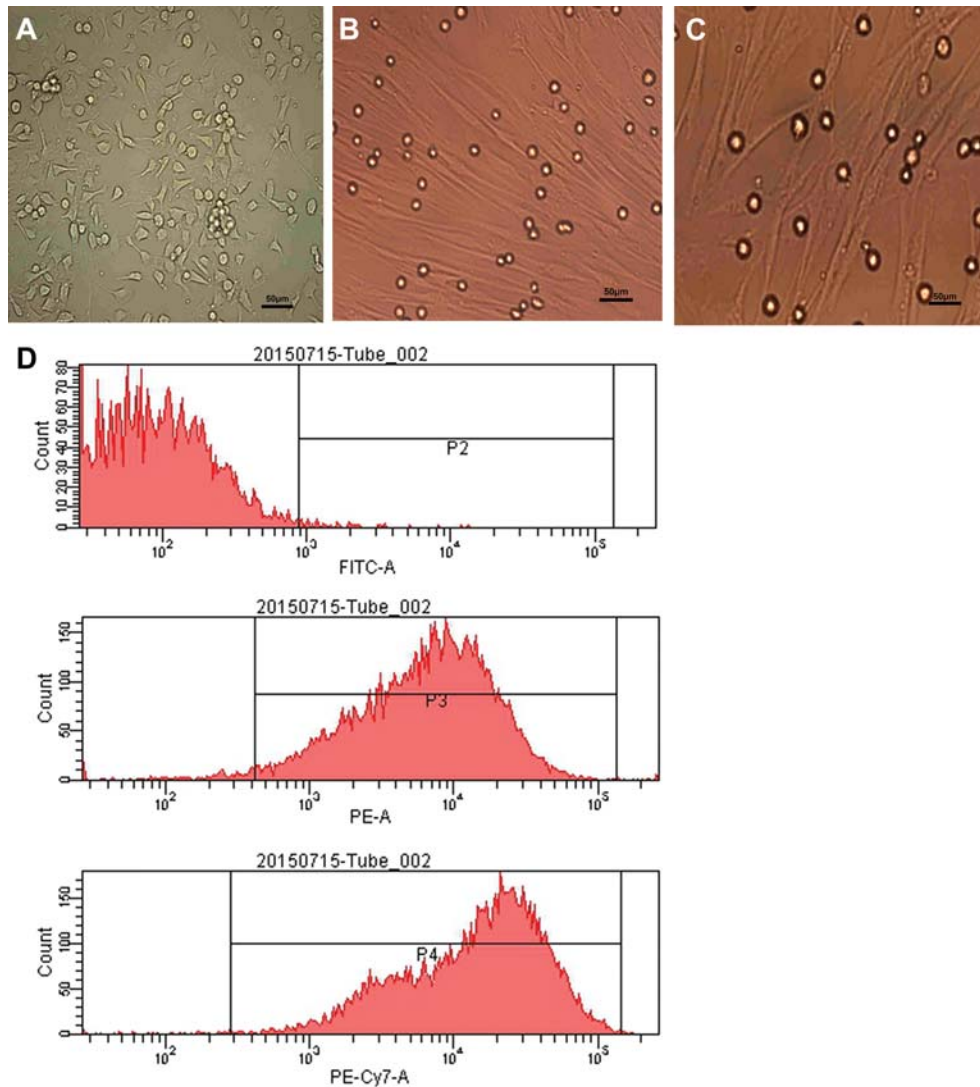 A
B
C
50μm
50μm
50μm
D
20150715-Tube_002
Count
0 10 20 30 40 50 60 70 80
P2
10² 10³ 10⁴ 10⁵
FITC-A
20150715-Tube_002
Count
0 50 100 150
P3
10² 10³ 10⁴ 10⁵
PE-A
20150715-Tube_002
Count
0 50 100 150
P4
10² 10³ 10⁴ 10⁵
PE-Cy7-A